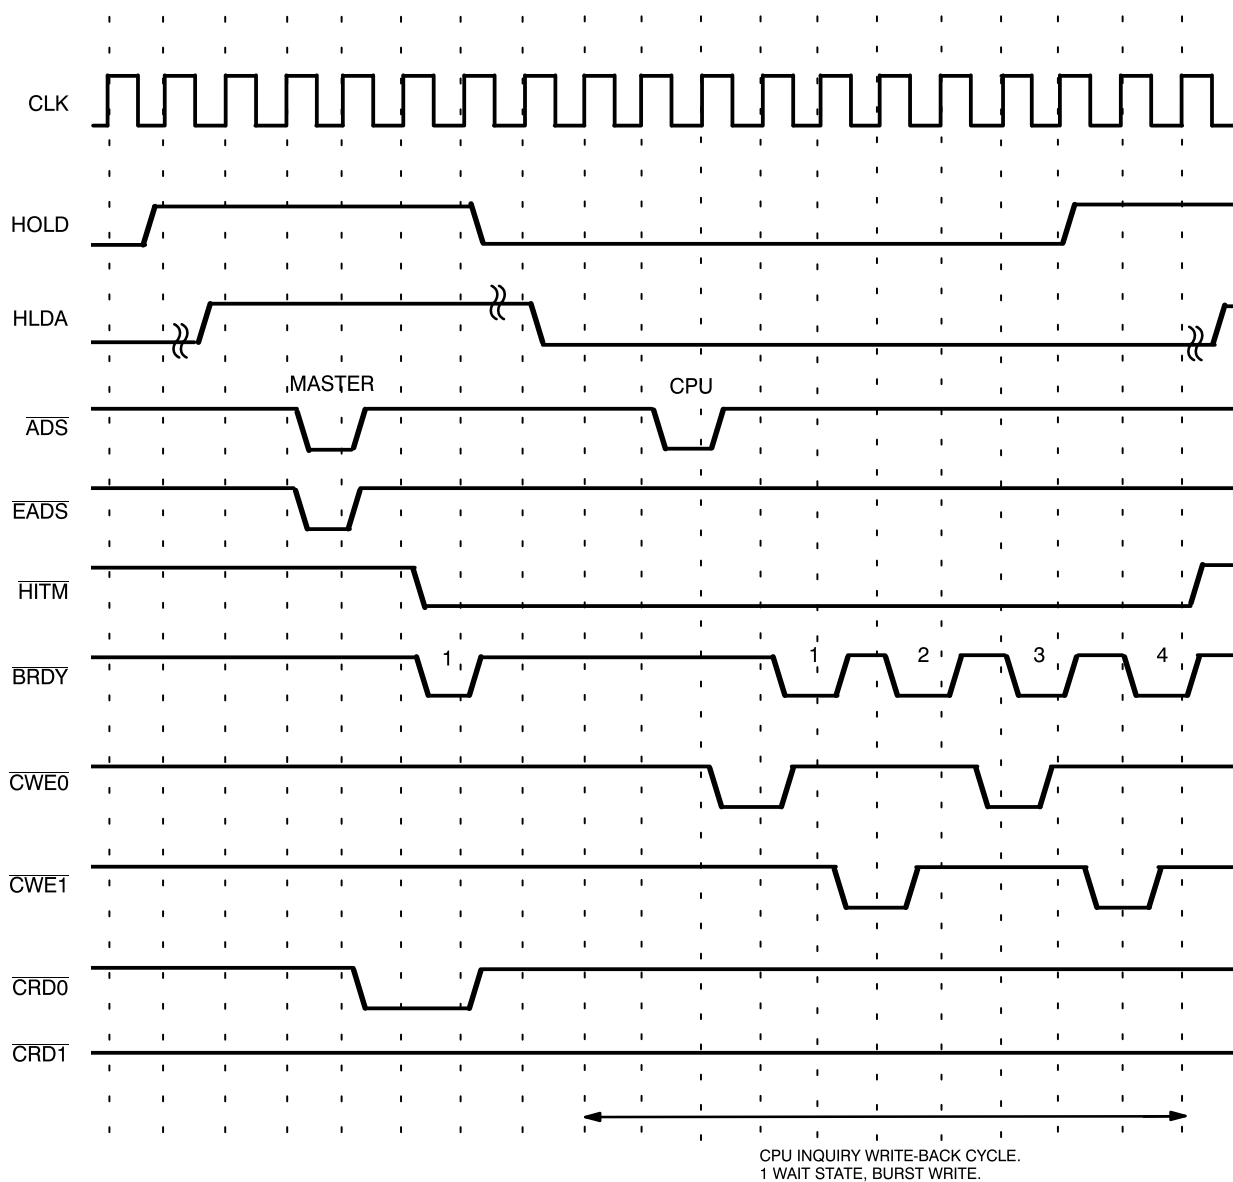 CLK
HOLD
HLDA
MASTER CPU
ADS
EADS
HITM
BRDY 1 1 2 3 4
CWE0
CWE1
CRD0
CRD1
CPU INQUIRY WRITE-BACK CYCLE.
1 WAIT STATE, BURST WRITE.